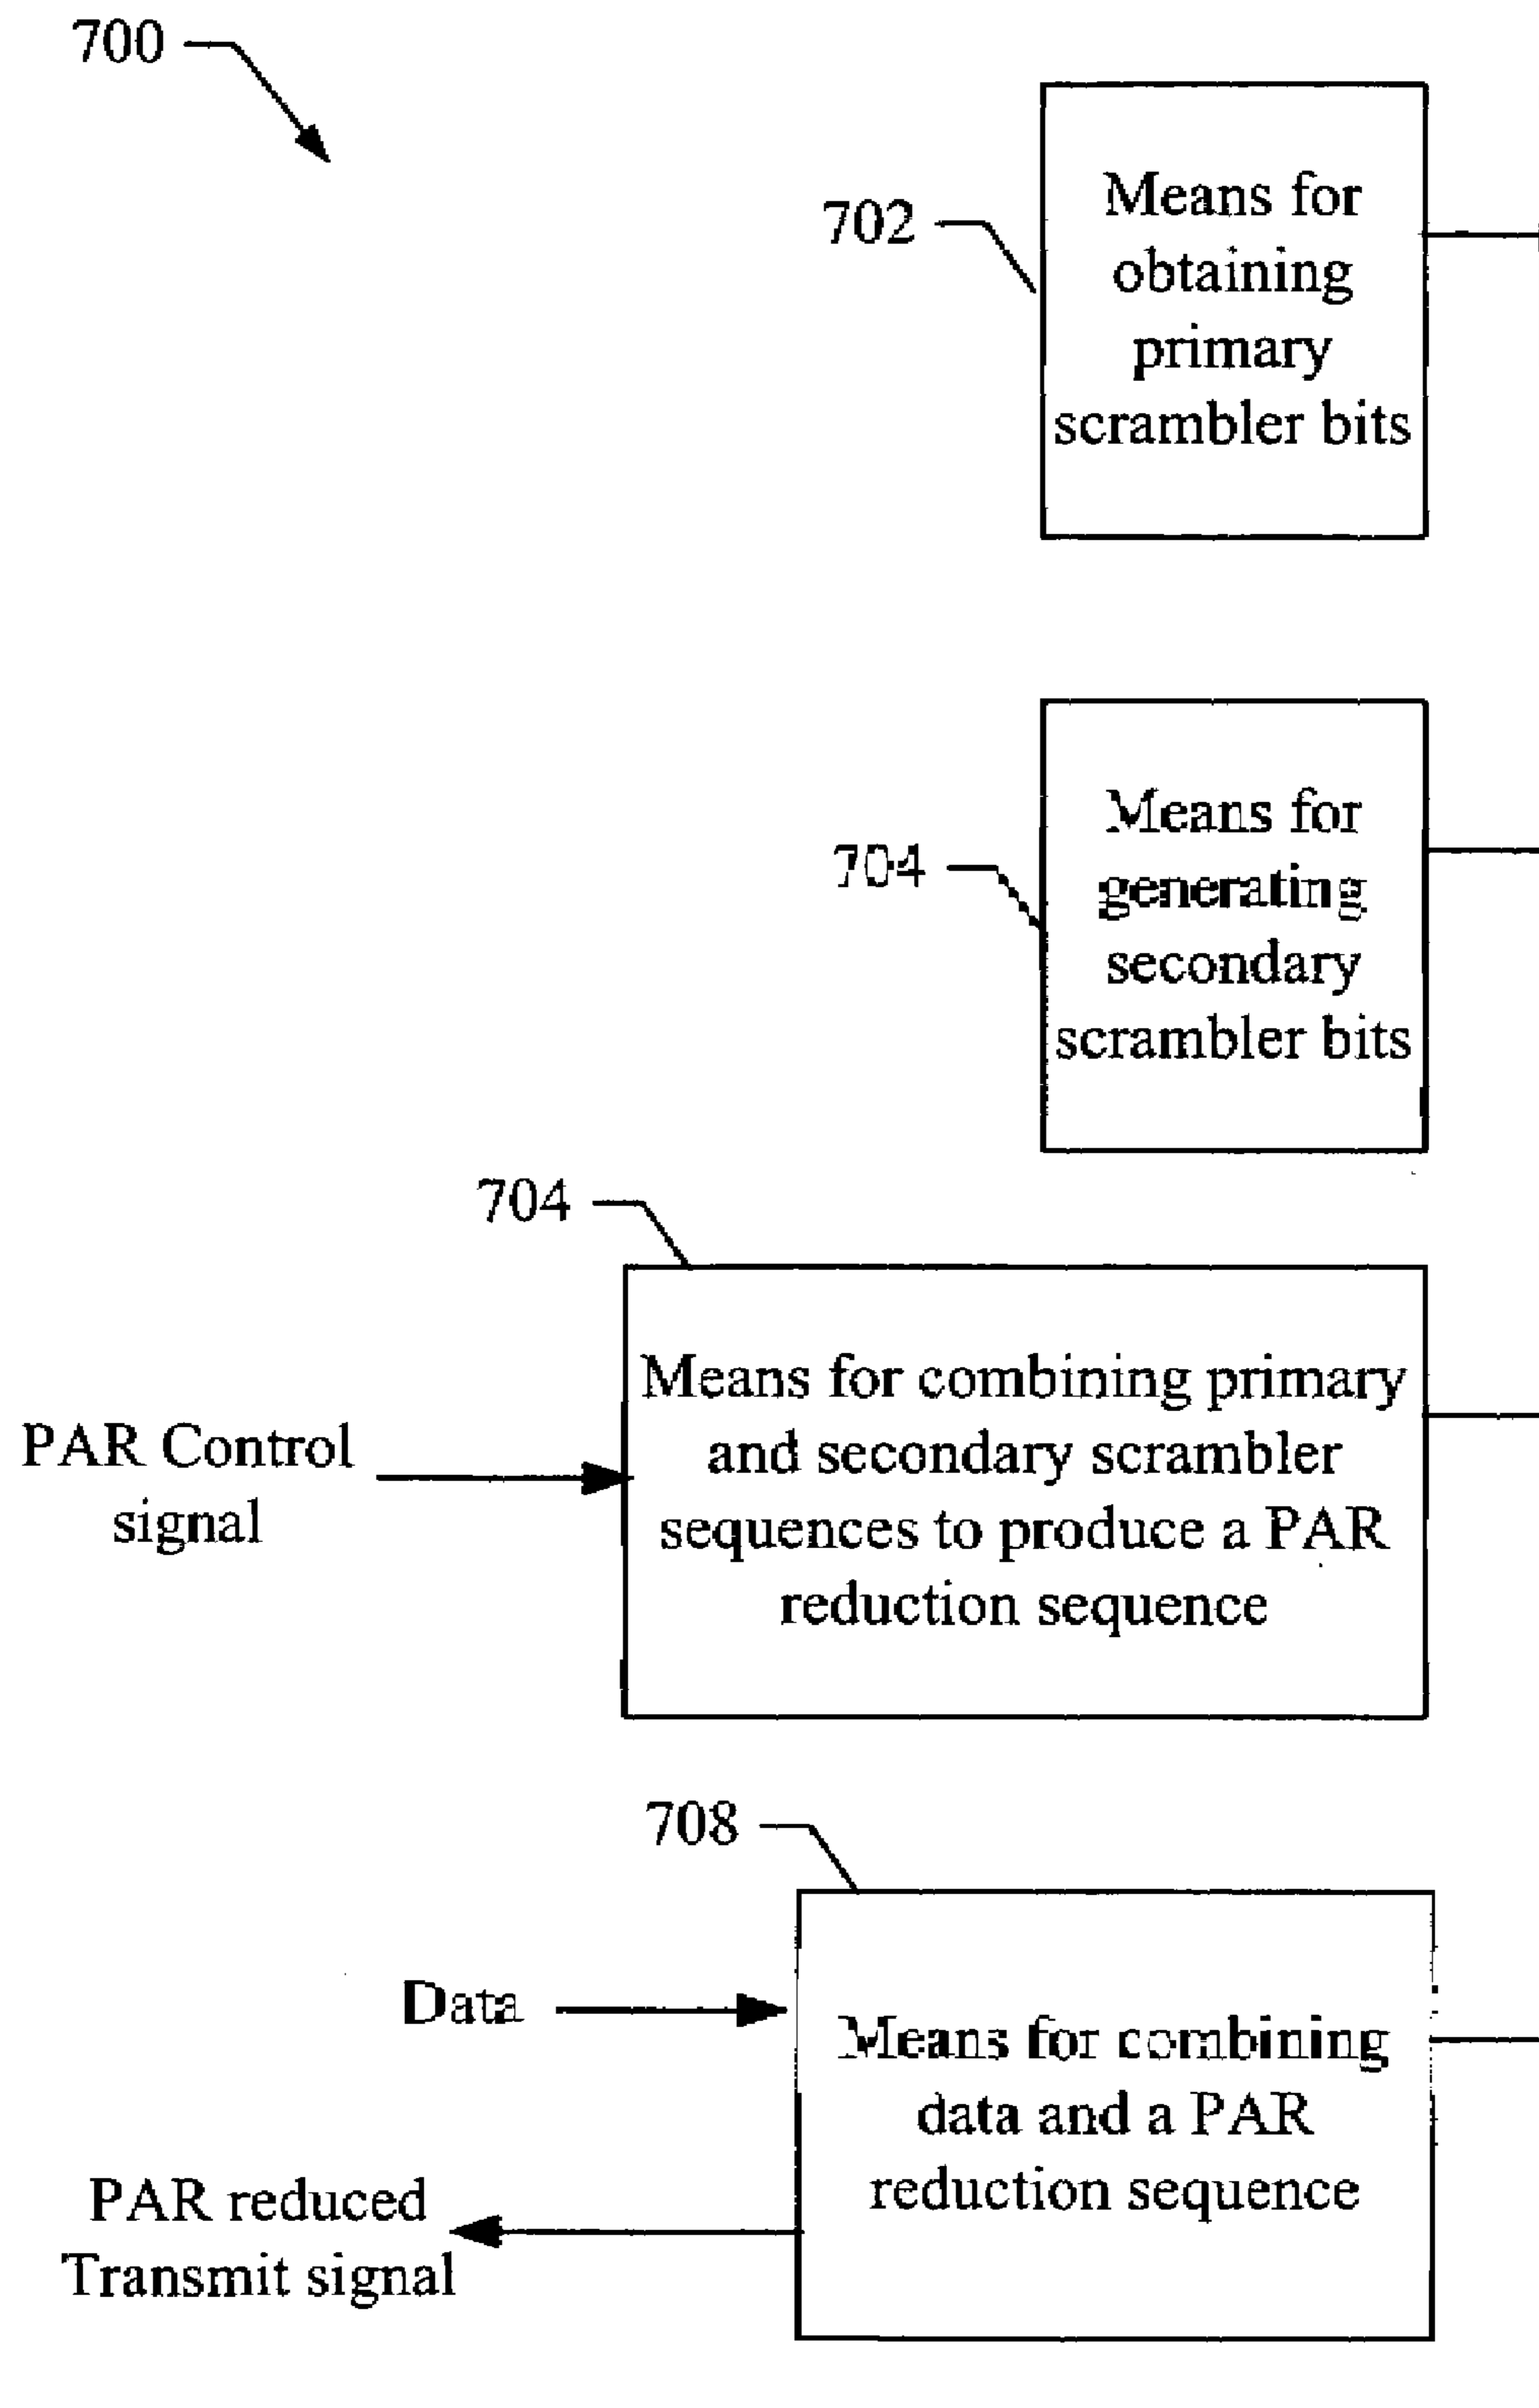 700
702
Means for
obtaining
primary
scrambler bits
704
Means for
generating
secondary
scrambler bits
704
Means for combining primary
and secondary scrambler
sequences to produce a PAR
reduction sequence
PAR Control
signal
708
Data
Means for combining
data and a PAR
reduction sequence
PAR reduced
Transmit signal